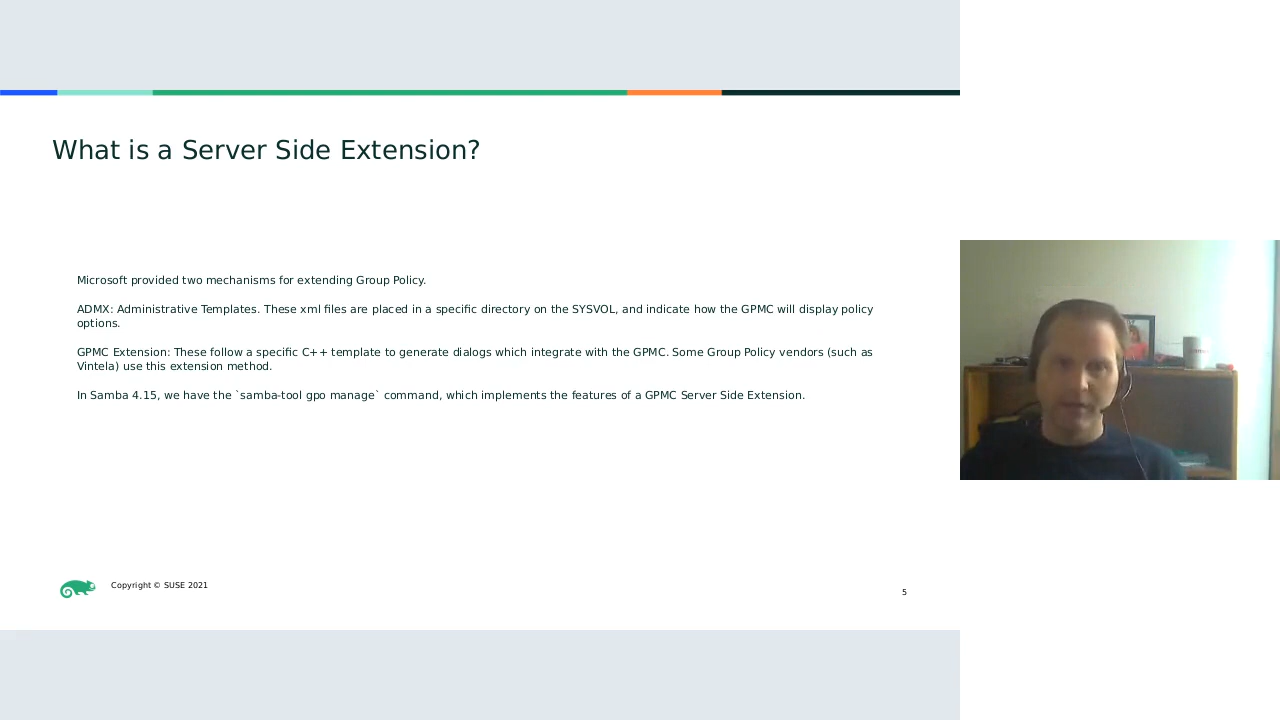 What is a Server Side Extension?
Microsoft provided two mechanisms for extending Group Policy.
ADMX: Administrative Templates. These xml files are placed in a specific directory on the SYSVOL, and indicate how the GPMC will display policy
options.
GPMC Extension: These follow a specific C++ template to generate dialogs which integrate with the GPMC. Some Group Policy vendors (such as
Vintela) use this extension method.
In Samba 4.15, we have the `samba-tool gpo manage` command, which implements the features of a GPMC Server Side Extension.
Copyright © SUSE 2021
5